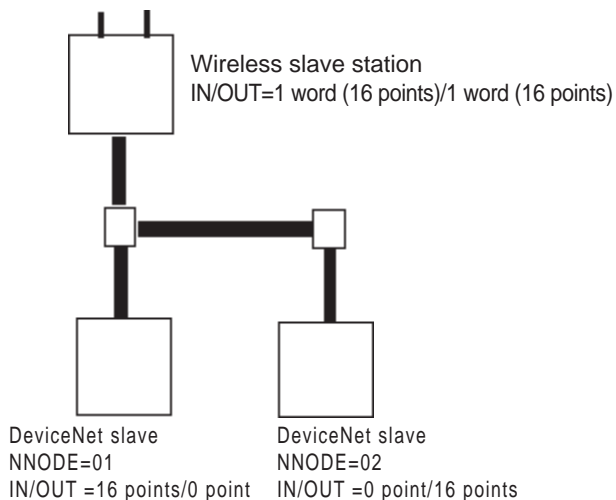 Wireless slave station
IN/OUT=1 word (16 points)/1 word (16 points)
DeviceNet slave
NNODE=01
IN/OUT =16 points/0 point
DeviceNet slave
NNODE=02
IN/OUT =0 point/16 points